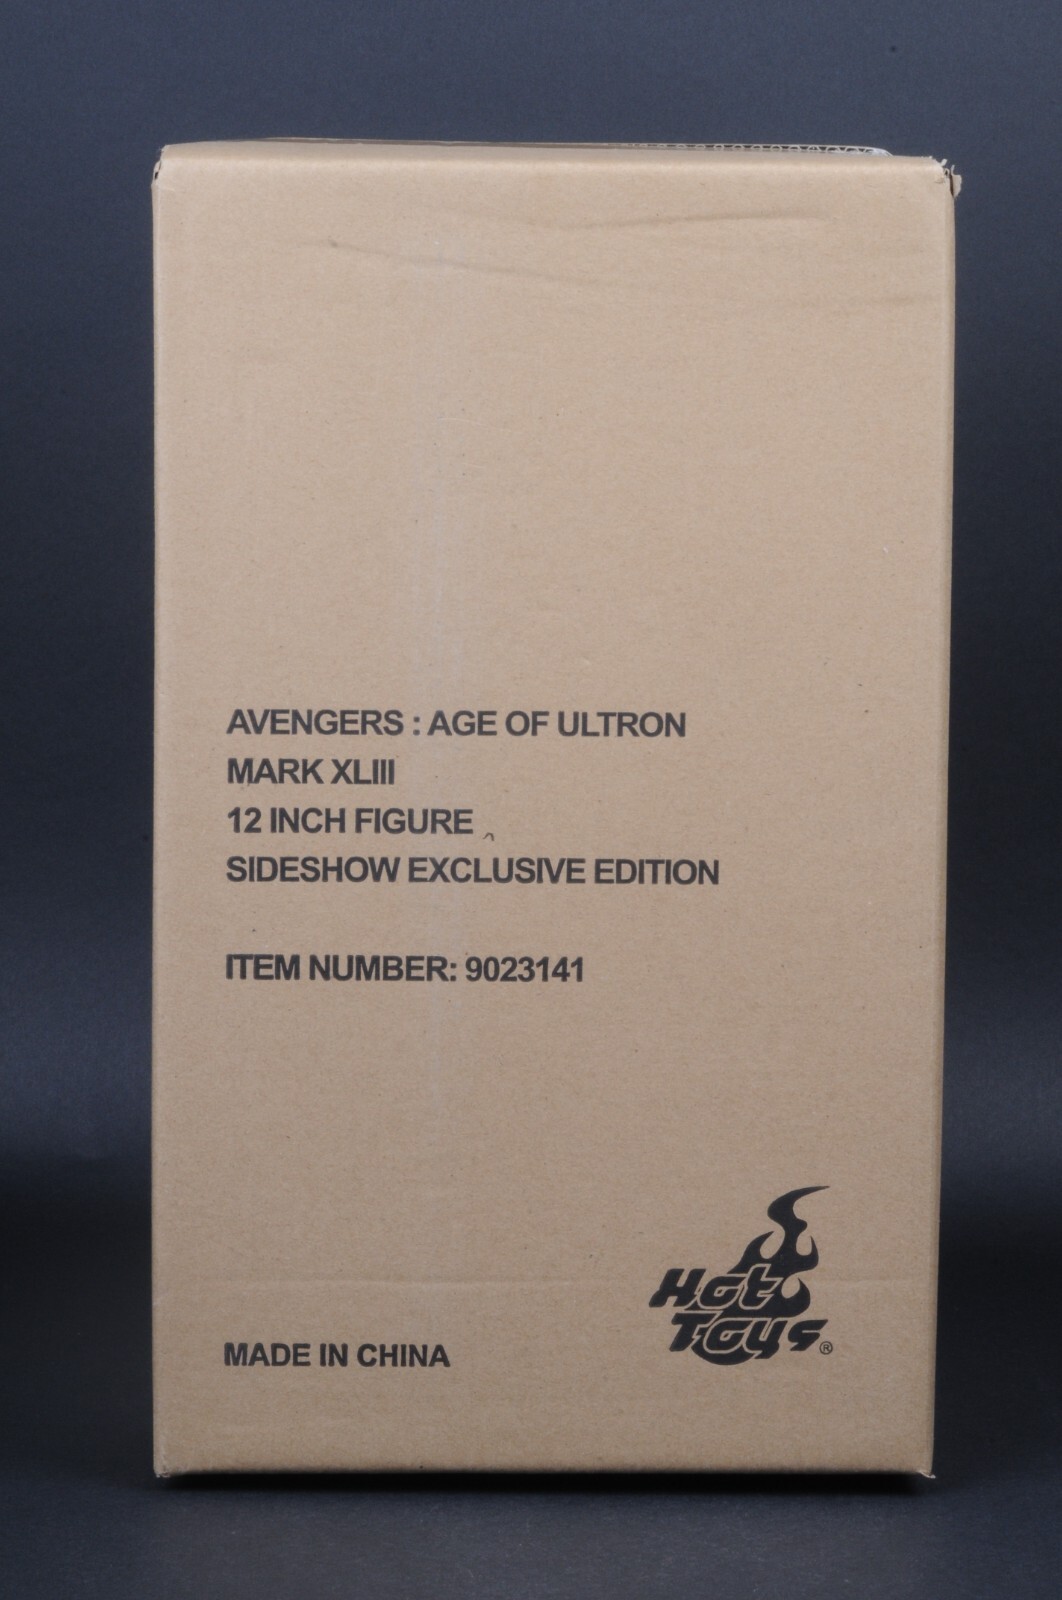 AVENGERS : AGE OF ULTRON
MARK XLIII
12 INCH FIGURE
SIDESHOW EXCLUSIVE EDITION
ITEM NUMBER: 9023141
Hot
Toys®
MADE IN CHINA